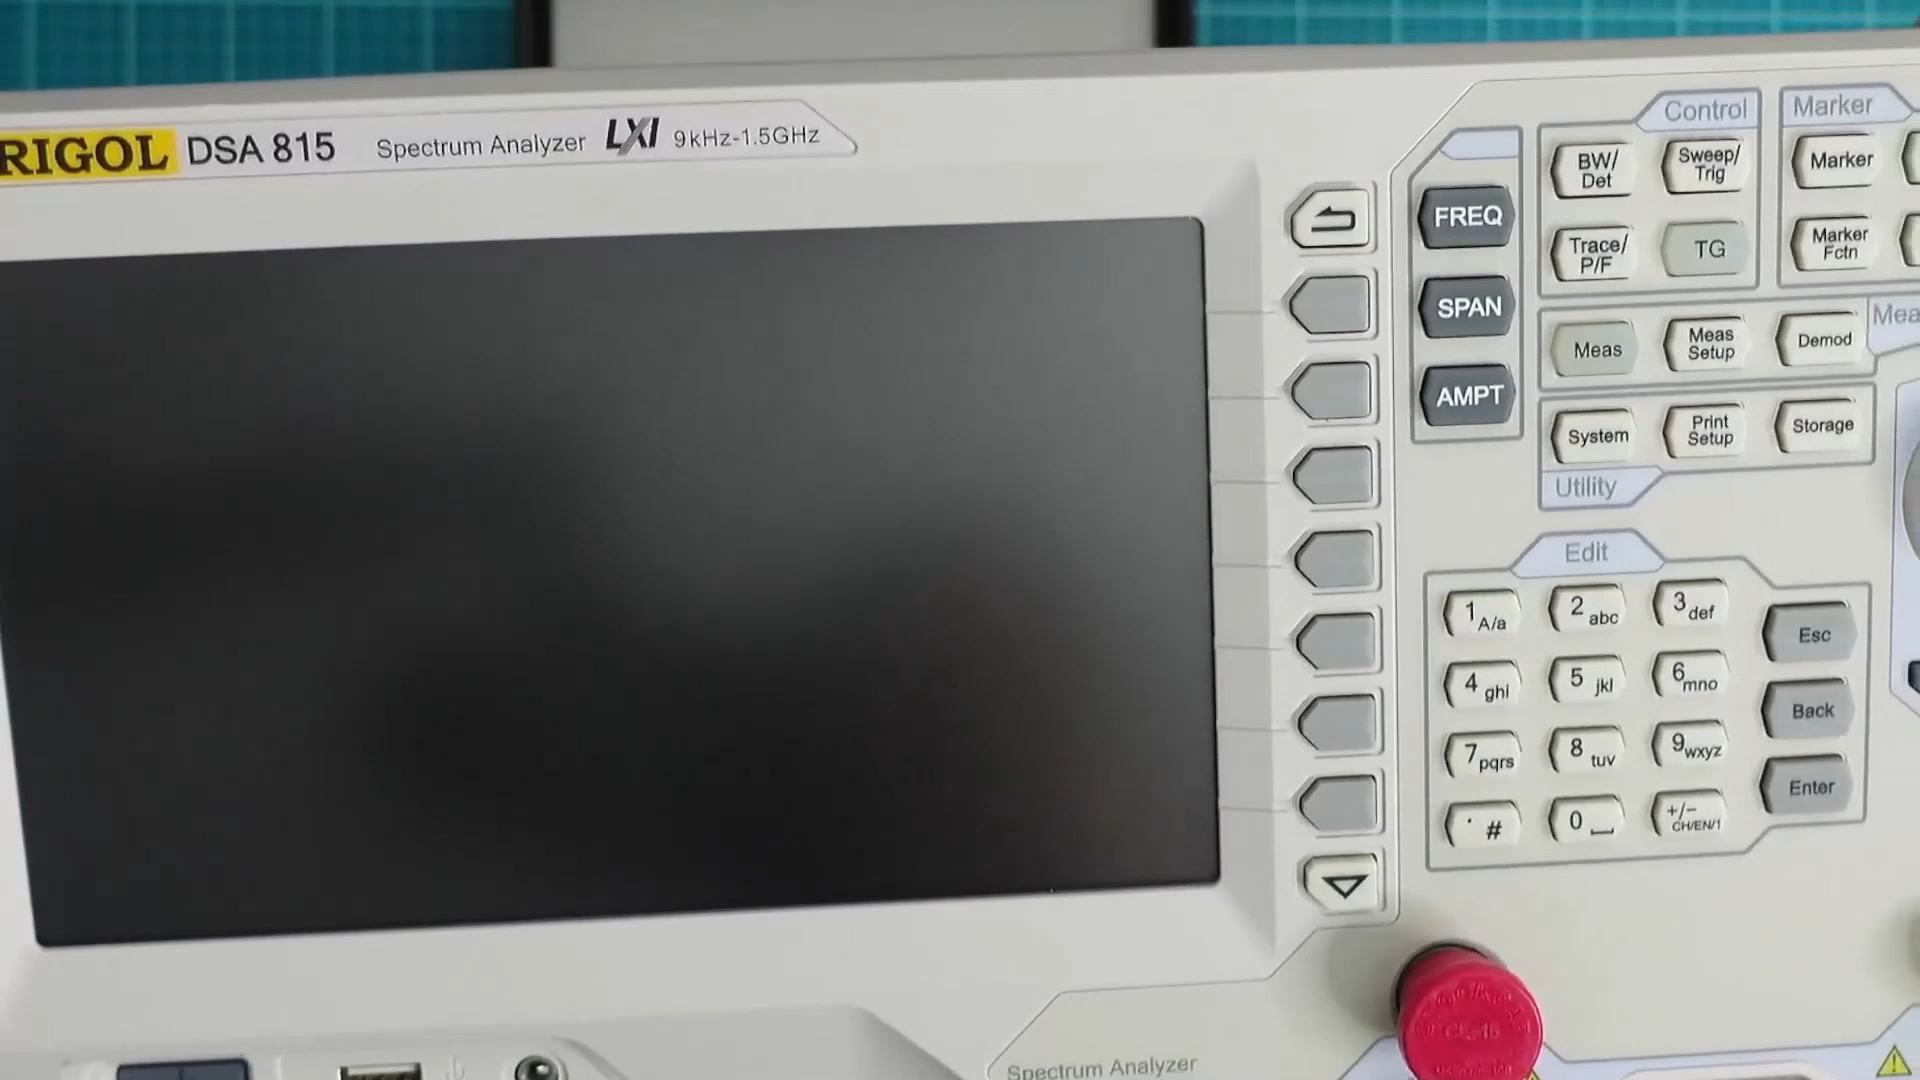 RIGOL DSA 815 Spectrum Analyzer LXI 9kHz-1.5GHz
Control
Marker
BW/
Det
Sweep/
Trig
Marker
FREQ
Trace/
P/F
TG
Marker
Fctn
SPAN
Meas
Meas
Setup
Demod
Mea
AMPT
System
Print
Setup
Storage
Utility
Edit
1 A/a
2 abc
3 def
Esc
4 ghi
5 jkl
6 mno
Back
7 pqrs
8 tuv
9 wxyz
Enter
. #
0
+/-
CH/EN/1
Spectrum Analyzer